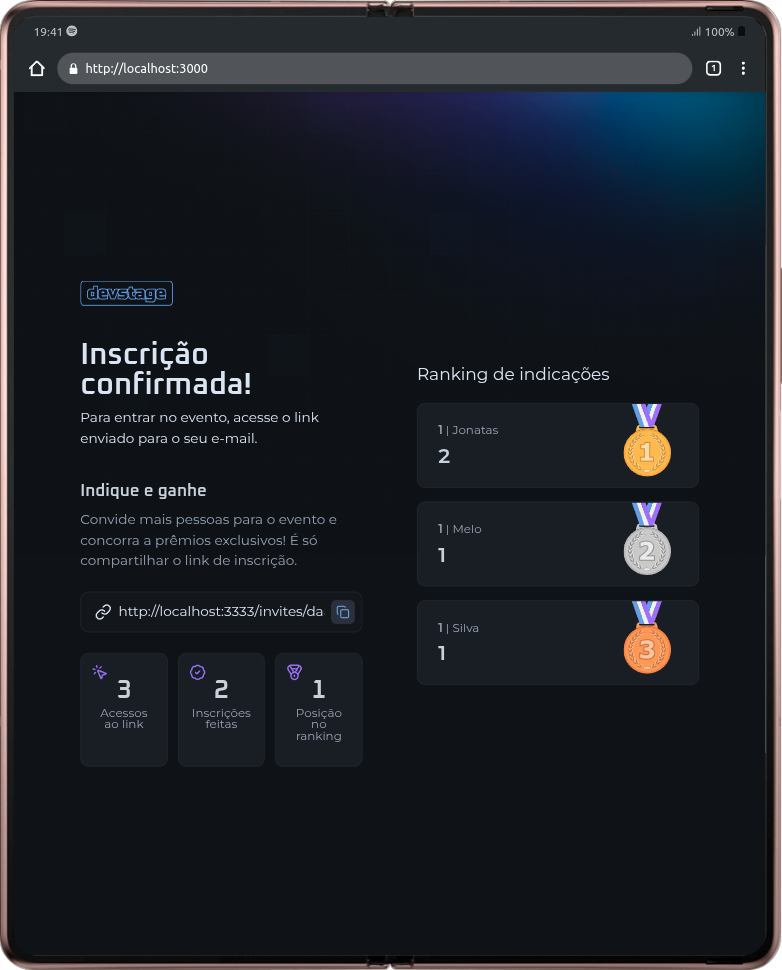 19:41
100%
http://localhost:3000
1
devstage
Inscrição
confirmada!
Para entrar no evento, acesse o link
enviado para o seu e-mail.
Indique e ganhe
Convide mais pessoas para o evento e
concorra a prêmios exclusivos! É só
compartilhar o link de inscrição.
http://localhost:3333/invites/da
3
Acessos
ao link
2
Inscrições
feitas
1
Posição
no
ranking
Ranking de indicações
1 | Jonatas
2
1
1 | Melo
1
2
1 | Silva
1
3